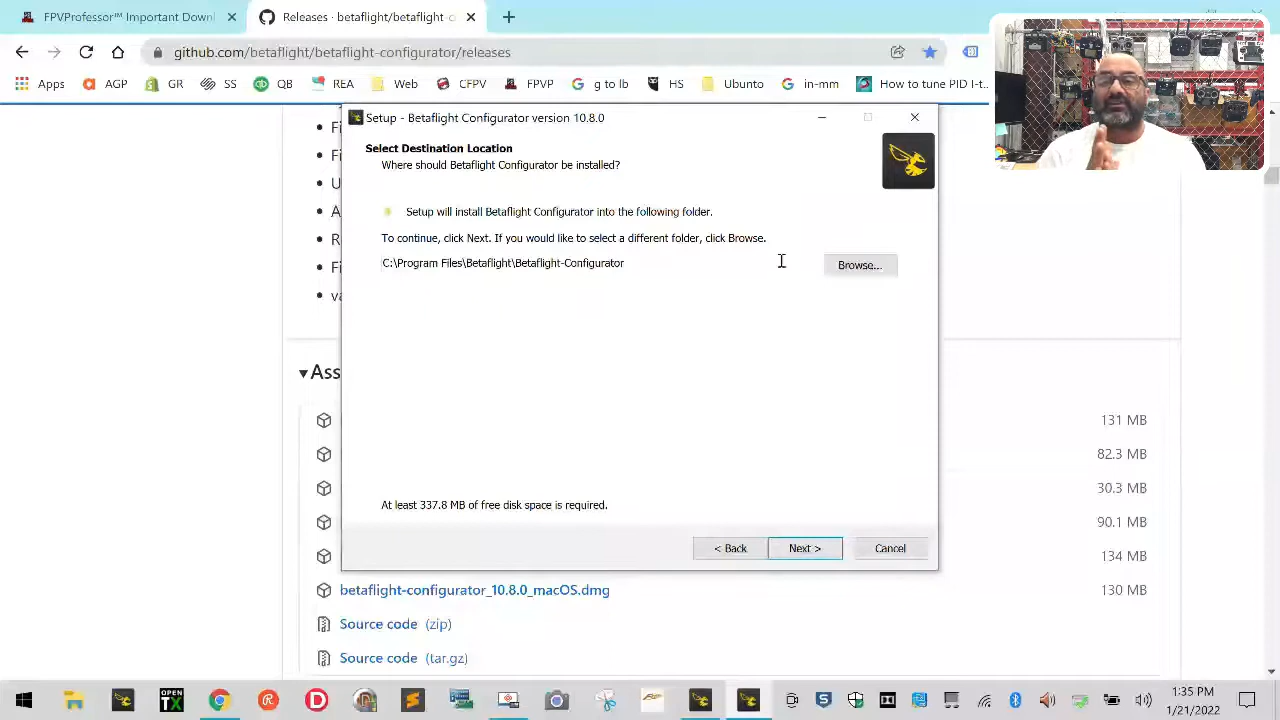 FPVProfessor™ Important Down
Releases · betaflight/betaflight-c
github.com/betaflight/be
Apps
AGP
GR
SS
QB
REA
g to lb
HS
ubuntu
in mm
How to tune PID I-t...
Setup - Betaflight Configurator version 10.8.0
Select Destination Location
Where should Betaflight Configurator be installed?
Setup will install Betaflight Configurator into the following folder.
To continue, click Next. If you would like to select a different folder, click Browse.
C:\Program Files\Betaflight\Betaflight-Configurator
Browse...
Ass
131 MB
82.3 MB
30.3 MB
At least 337.8 MB of free disk space is required.
90.1 MB
< Back
Next >
Cancel
134 MB
betaflight-configurator_10.8.0_macOS.dmg
130 MB
Source code (zip)
Source code (tar.gz)
OPEN
TX
1:35 PM
1/21/2022